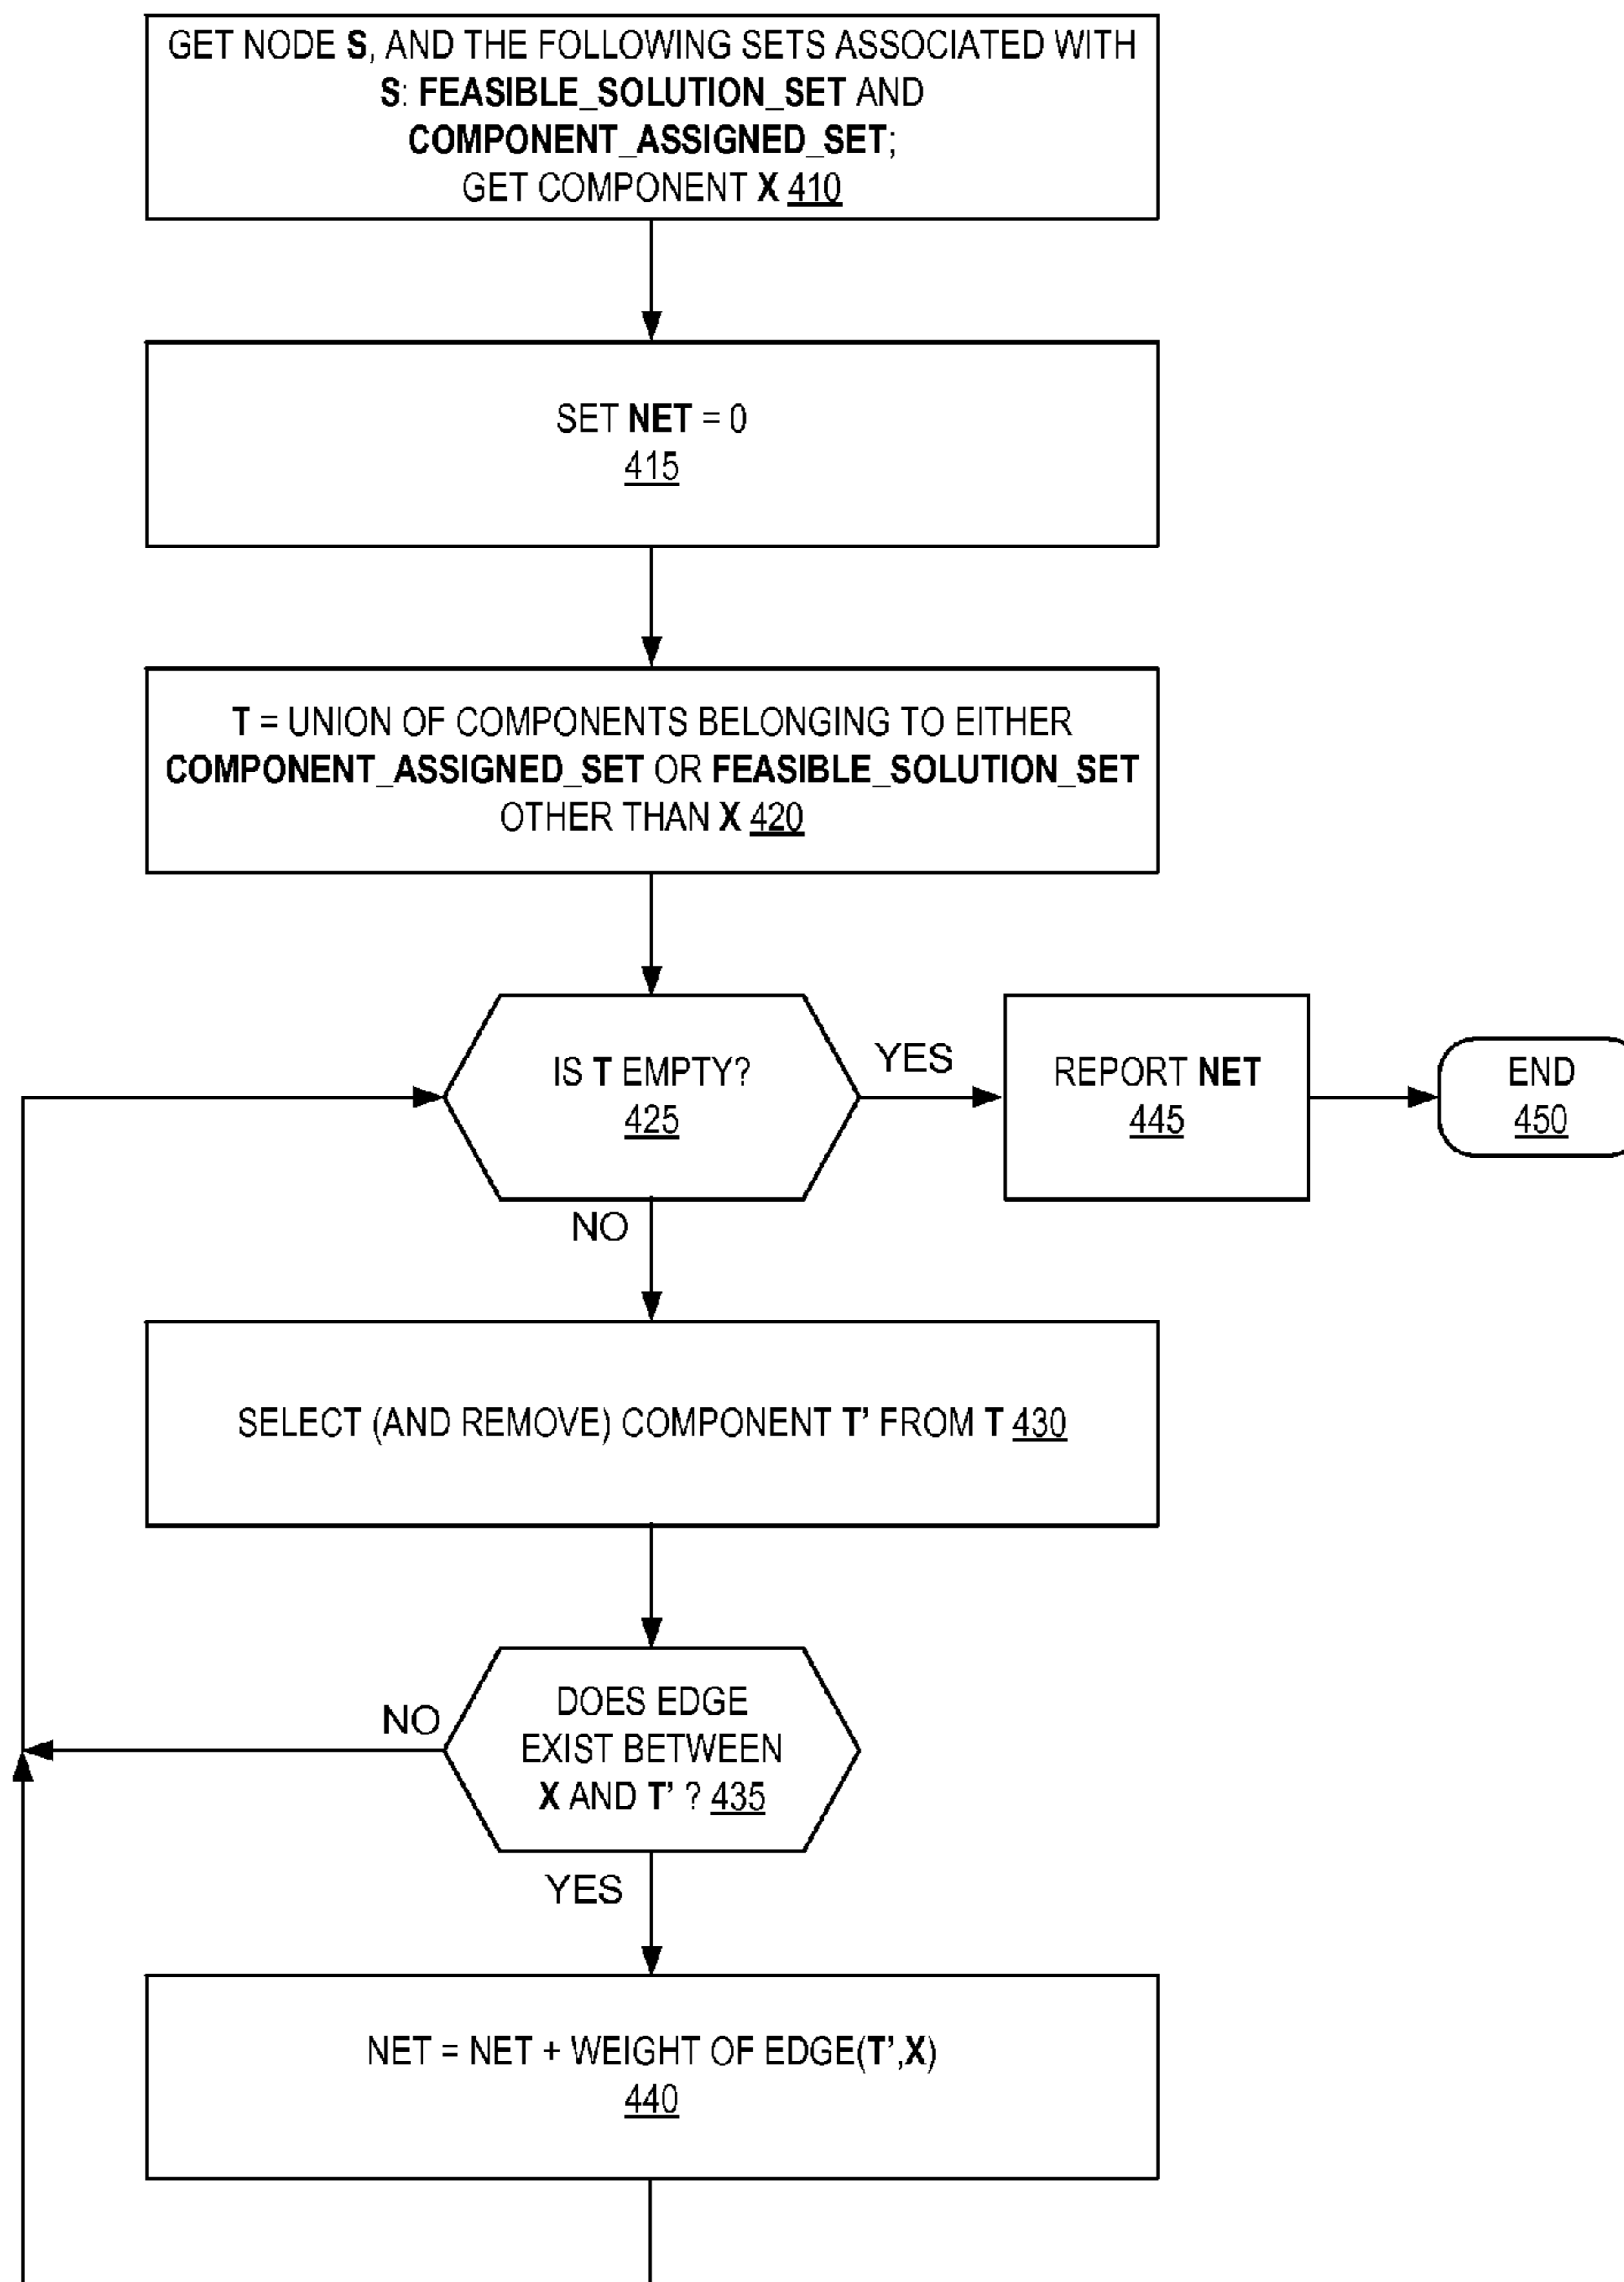 GET NODE S, AND THE FOLLOWING SETS ASSOCIATED WITH
S: FEASIBLE_SOLUTION_SET AND
COMPONENT_ASSIGNED_SET;
GET COMPONENT X 410
SET NET = 0
415
T = UNION OF COMPONENTS BELONGING TO EITHER
COMPONENT_ASSIGNED_SET OR FEASIBLE_SOLUTION_SET
OTHER THAN X 420
IS T EMPTY?
425
YES
REPORT NET
445
END
450
NO
SELECT (AND REMOVE) COMPONENT T' FROM T 430
DOES EDGE
EXIST BETWEEN
X AND T' ? 435
NO
YES
NET = NET + WEIGHT OF EDGE(T',X)
440